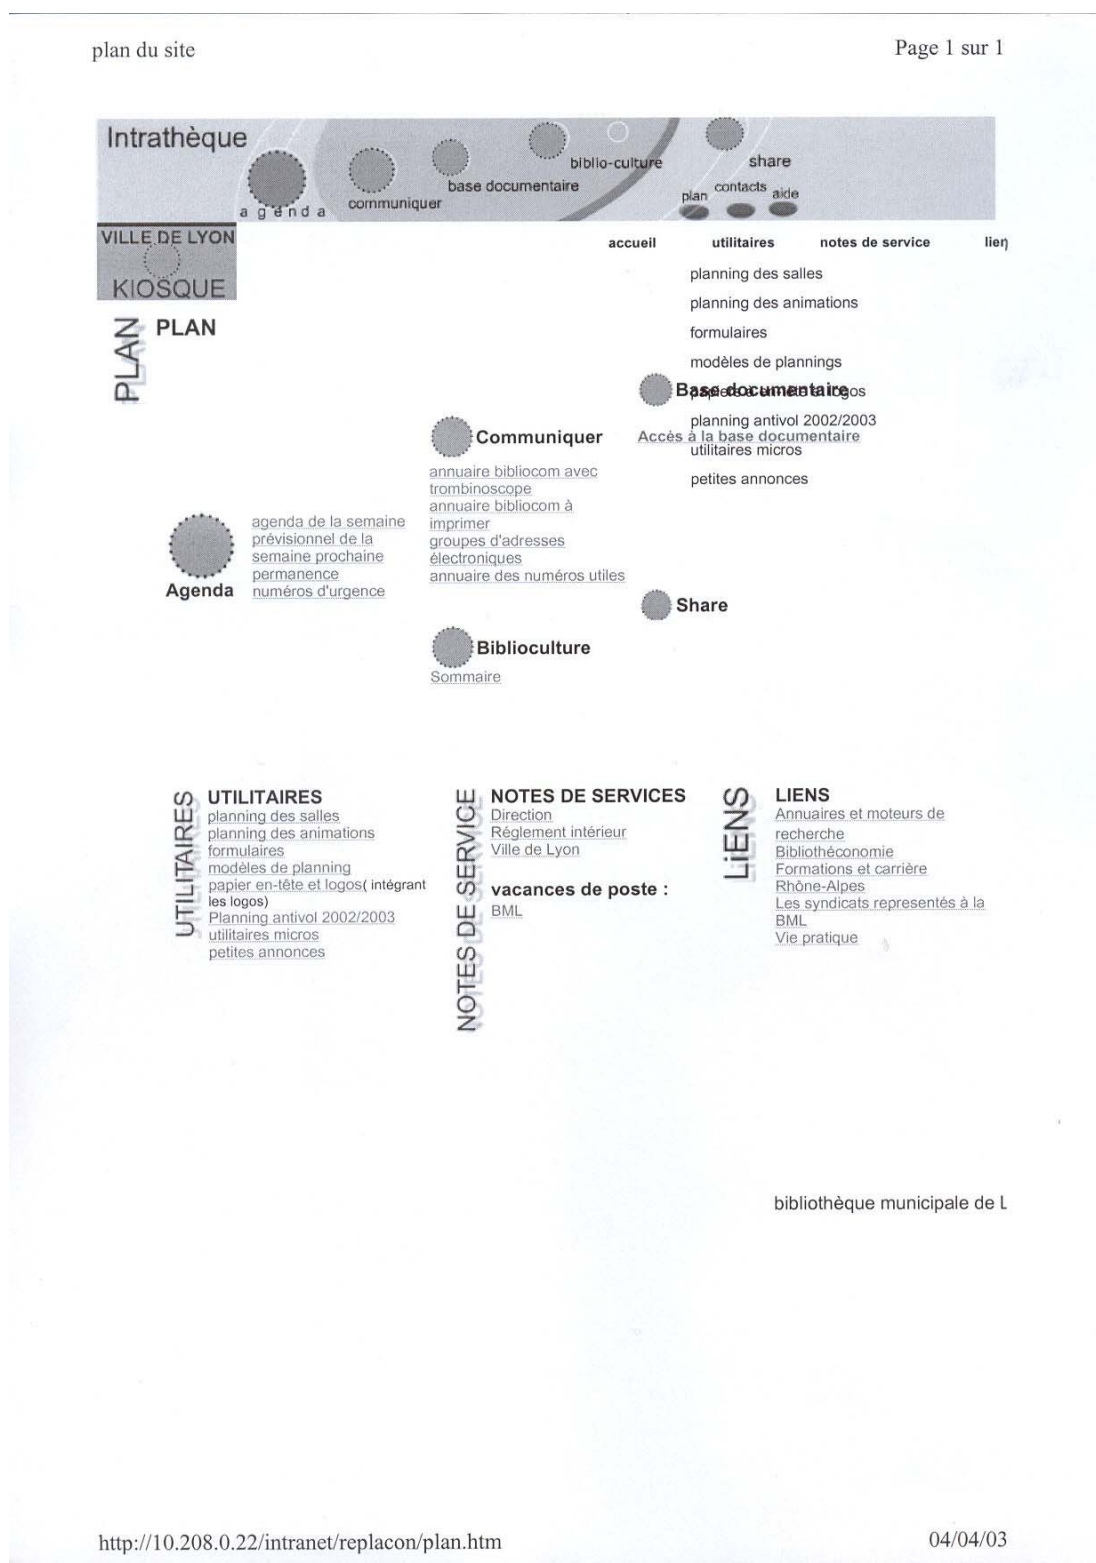 plan du site
Page 1 sur 1
Intrathèque
agenda
communiquer
base documentaire
biblio-culture
share
plan
contacts
aide
VILLE DE LYON
KIOSQUE
accueil
utilitaires
notes de service
lien
planning des salles
planning des animations
formulaires
modèles de plannings
papiers à en-tête et logos
planning antivol 2002/2003
utilitaires micros
petites annonces
PLAN
PLAN
Base documentaire
Accès à la base documentaire
Communiquer
annuaire bibliocom avec
trombinoscope
annuaire bibliocom à
imprimer
groupes d'adresses
électroniques
annuaire des numéros utiles
Agenda
agenda de la semaine
prévisionnel de la
semaine prochaine
permanence
numéros d'urgence
Share
Biblioculture
Sommaire
UTILITAIRES
UTILITAIRES
planning des salles
planning des animations
formulaires
modèles de planning
papier en-tête et logos( intégrant
les logos)
Planning antivol 2002/2003
utilitaires micros
petites annonces
NOTES DE SERVICE
NOTES DE SERVICES
Direction
Réglement intérieur
Ville de Lyon
vacances de poste :
BML
LiENS
LIENS
Annuaires et moteurs de
recherche
Bibliothéconomie
Formations et carrière
Rhône-Alpes
Les syndicats representés à la
BML
Vie pratique
bibliothèque municipale de L
http://10.208.0.22/intranet/replacon/plan.htm
04/04/03